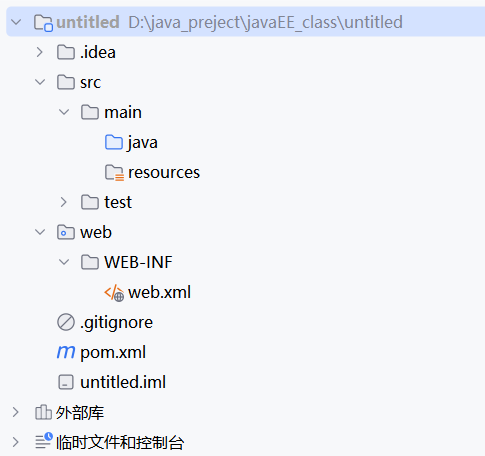 untitled D:\java_preject\javaEE_class\untitled
.idea
src
main
java
resources
test
web
WEB-INF
web.xml
.gitignore
pom.xml
untitled.iml
外部库
临时文件和控制台